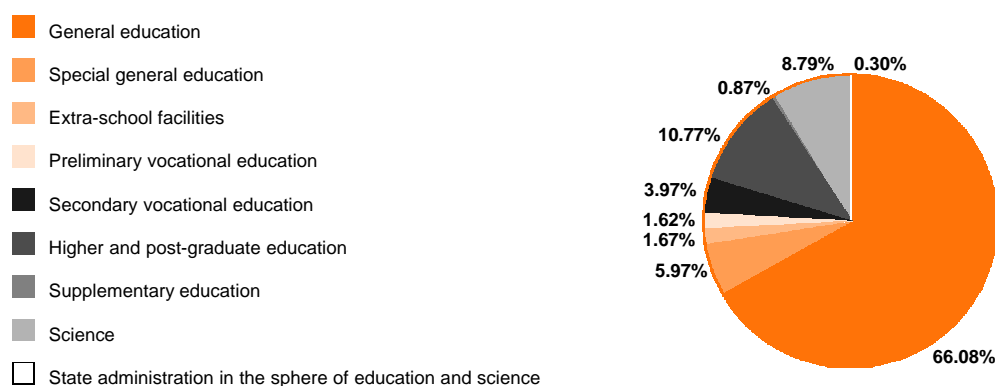 General education
Special general education
Extra-school facilities
Preliminary vocational education
Secondary vocational education
Higher and post-graduate education
Supplementary education
Science
State administration in the sphere of education and science
8.79% 0.30%
0.87%
10.77%
3.97%
1.62%
1.67%
5.97%
66.08%